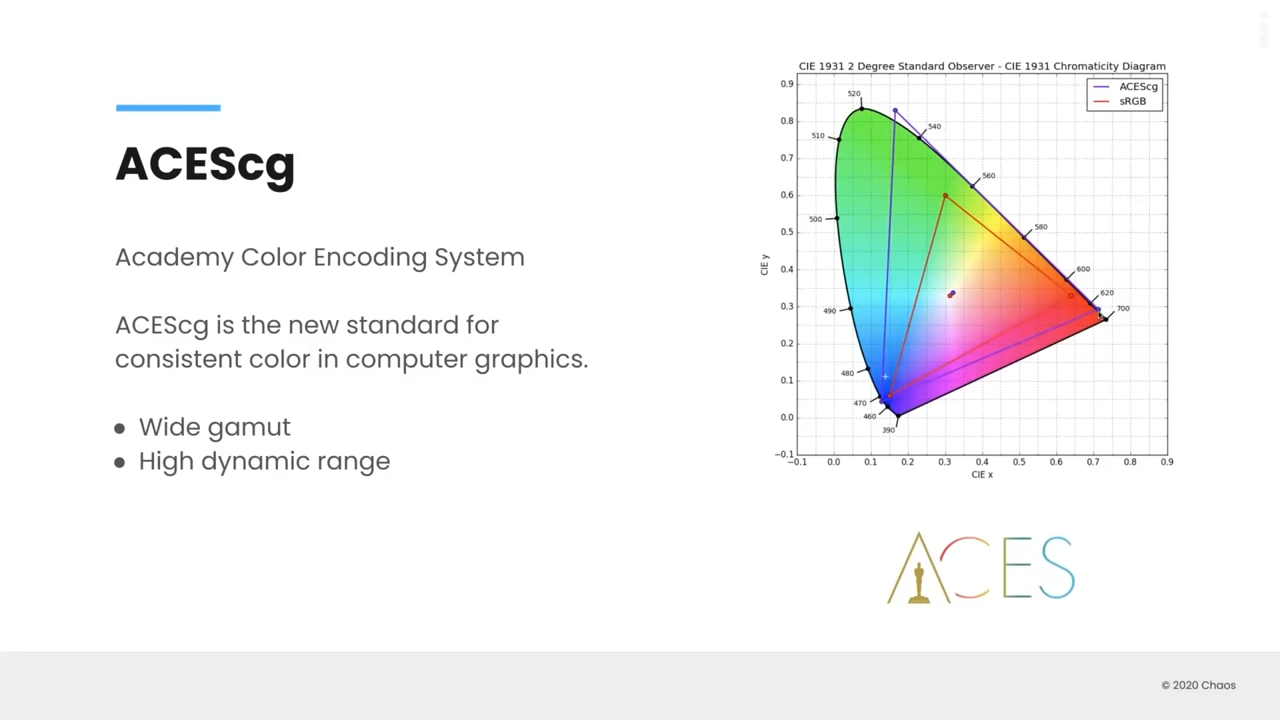 ACEScg
Academy Color Encoding System
ACEScg is the new standard for
consistent color in computer graphics.
Wide gamut
High dynamic range
CIE 1931 2 Degree Standard Observer - CIE 1931 Chromaticity Diagram
ACEScg
sRGB
0.9
0.8
0.7
0.6
0.5
0.4
0.3
0.2
0.1
0.0
−0.1
CIE y
520
540
510
560
500
580
600
620
700
490
480
470
460
390
−0.1 0.0 0.1 0.2 0.3 0.4 0.5 0.6 0.7 0.8 0.9
CIE x
ACES
© 2020 Chaos